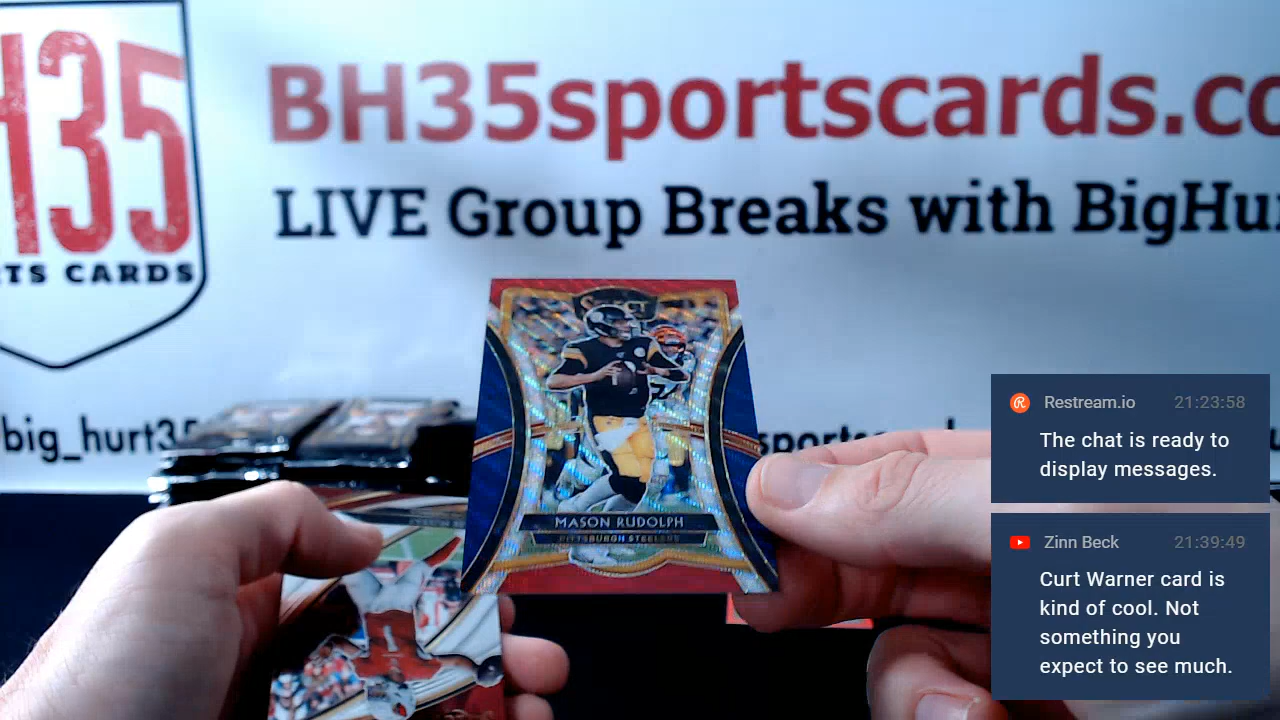 H35
TS CARDS
BH35sportscards.co
LIVE Group Breaks with BigHu
/big_hurt35
SELECT
MASON RUDOLPH
PITTSBURGH STEELERS
Restream.io 21:23:58
The chat is ready to
display messages.
Zinn Beck 21:39:49
Curt Warner card is
kind of cool. Not
something you
expect to see much.